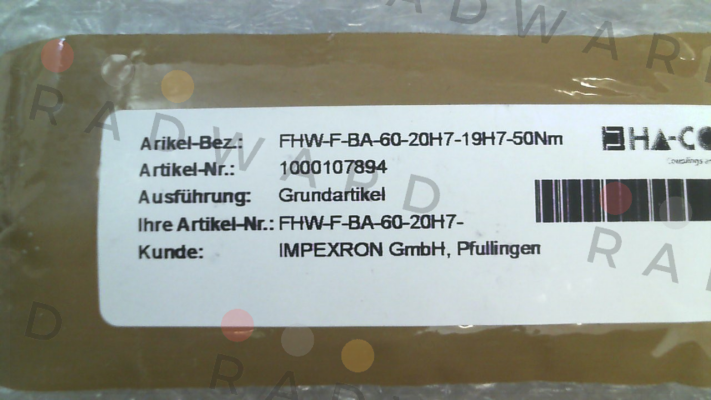 Arikel-Bez.: FHW-F-BA-60-20H7-19H7-50Nm
Artikel-Nr.: 1000107894
Ausführung: Grundartikel
Ihre Artikel-Nr.: FHW-F-BA-60-20H7-
Kunde: IMPEXRON GmbH, Pfullingen
HA-CO
RADWARD